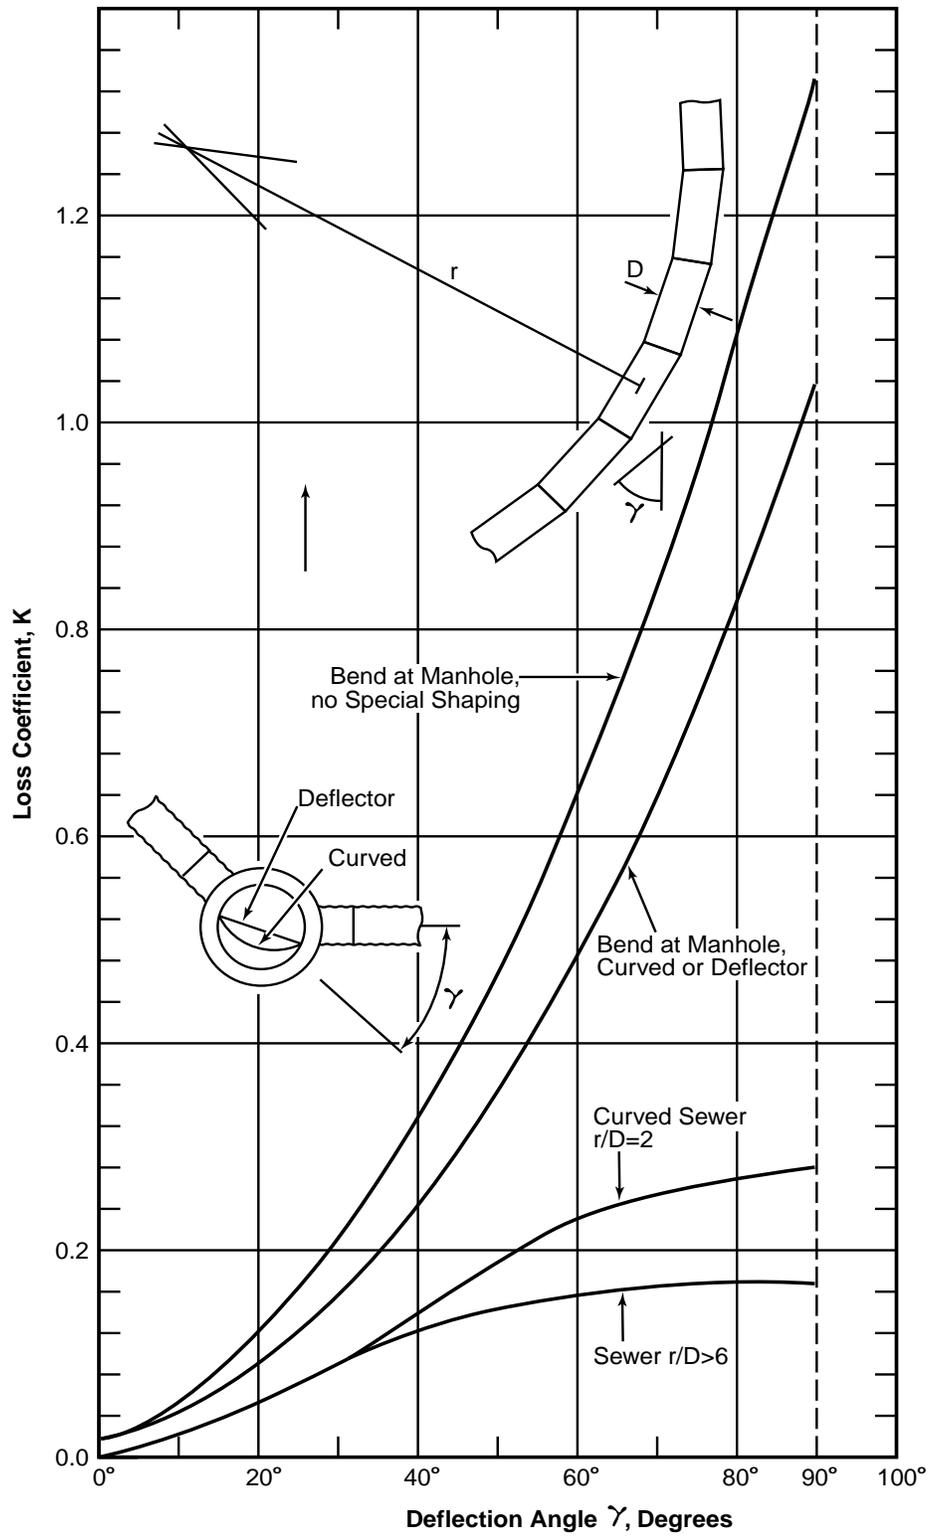 r
D
1.2
1.0
γ
0.8
Loss Coefficient, K
Bend at Manhole,
no Special Shaping
Deflector
0.6
Curved
Bend at Manhole,
Curved or Deflector
γ
0.4
Curved Sewer
r/D=2
0.2
Sewer r/D>6
0.0
0° 20° 40° 60° 80° 90° 100°
Deflection Angle γ, Degrees